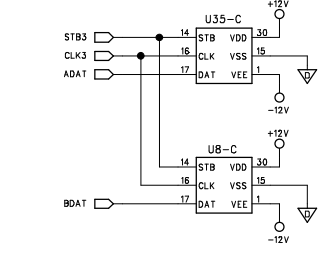 +12V
U35-C
STB3 14 STB VDD 30
CLK3 16 CLK VSS 15
ADAT 17 DAT VEE 1
D
-12V
+12V
U8-C
14 STB VDD 30
16 CLK VSS 15
BDAT 17 DAT VEE 1
D
-12V